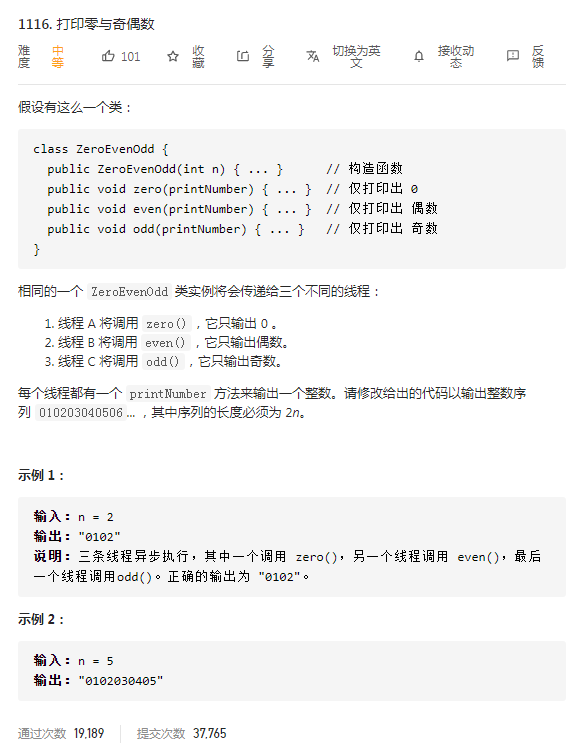 1116. 打印零与奇偶数
难度 中等 101 收藏 分享 切换为英文 接收动态 反馈
假设有这么一个类：
class ZeroEvenOdd {
public ZeroEvenOdd(int n) { ... } // 构造函数
public void zero(printNumber) { ... } // 仅打印出 0
public void even(printNumber) { ... } // 仅打印出 偶数
public void odd(printNumber) { ... } // 仅打印出 奇数
}
相同的一个 ZeroEvenOdd 类实例将会传递给三个不同的线程：
1. 线程 A 将调用 zero()，它只输出 0 。
2. 线程 B 将调用 even()，它只输出偶数。
3. 线程 C 将调用 odd()，它只输出奇数。
每个线程都有一个 printNumber 方法来输出一个整数。请修改给出的代码以输出整数序
列 010203040506 ... ，其中序列的长度必须为 2n。
示例 1：
输入：n = 2
输出："0102"
说明：三条线程异步执行，其中一个调用 zero()，另一个线程调用 even()，最后
一个线程调用odd()。正确的输出为 "0102"。
示例 2：
输入：n = 5
输出："0102030405"
通过次数 19,189 提交次数 37,765